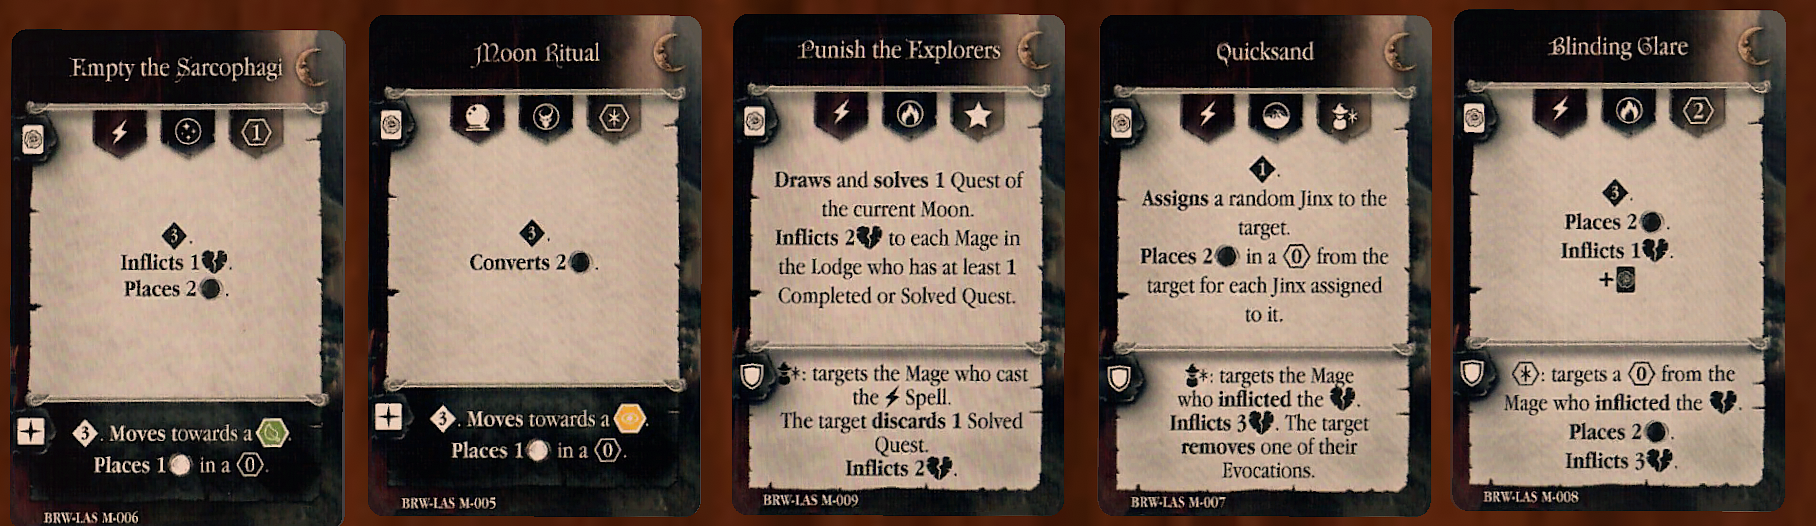 Empty the Sarcophagi
1
3.
Inflicts 1.
Places 2.
3. Moves towards a.
Places 1 in a 0.
BRW-LAS M-006
Moon Ritual
3.
Converts 2.
3. Moves towards a.
Places 1 in a 0.
BRW-LAS M-005
Punish the Explorers
Draws and solves 1 Quest of
the current Moon.
Inflicts 2 to each Mage in
the Lodge who has at least 1
Completed or Solved Quest.
*: targets the Mage who cast
the Spell.
The target discards 1 Solved
Quest.
Inflicts 2.
BRW-LAS M-009
Quicksand
*
1.
Assigns a random Jinx to the
target.
Places 2 in a 0 from the
target for each Jinx assigned
to it.
*: targets the Mage
who inflicted the.
Inflicts 3. The target
removes one of their
Evocations.
BRW-LAS M-007
Blinding Glare
2
3.
Places 2.
Inflicts 1.
+
*: targets a 0 from the
Mage who inflicted the.
Places 2.
Inflicts 3.
BRW-LAS M-008